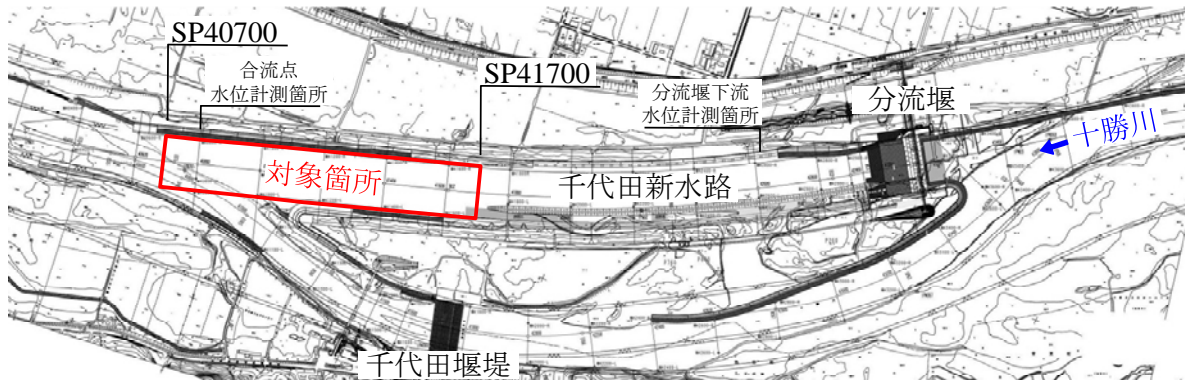 SP40700
合流点
水位計測箇所
SP41700
分流堰下流
水位計測箇所
分流堰
十勝川
対象箇所
千代田新水路
千代田堰堤